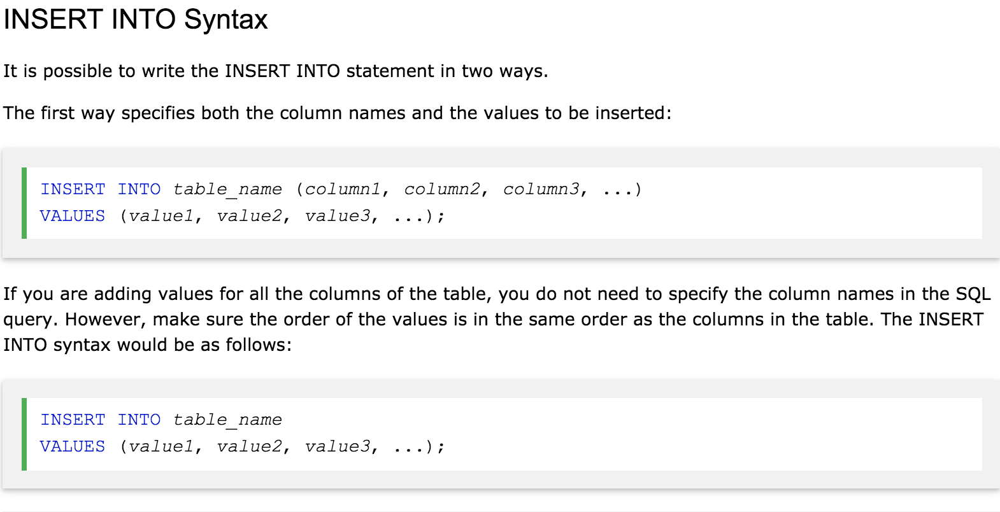 INSERT INTO Syntax
It is possible to write the INSERT INTO statement in two ways.
The first way specifies both the column names and the values to be inserted:
INSERT INTO table_name (column1, column2, column3, ...)
VALUES (value1, value2, value3, ...);
If you are adding values for all the columns of the table, you do not need to specify the column names in the SQL
query. However, make sure the order of the values is in the same order as the columns in the table. The INSERT
INTO syntax would be as follows:
INSERT INTO table_name
VALUES (value1, value2, value3, ...);